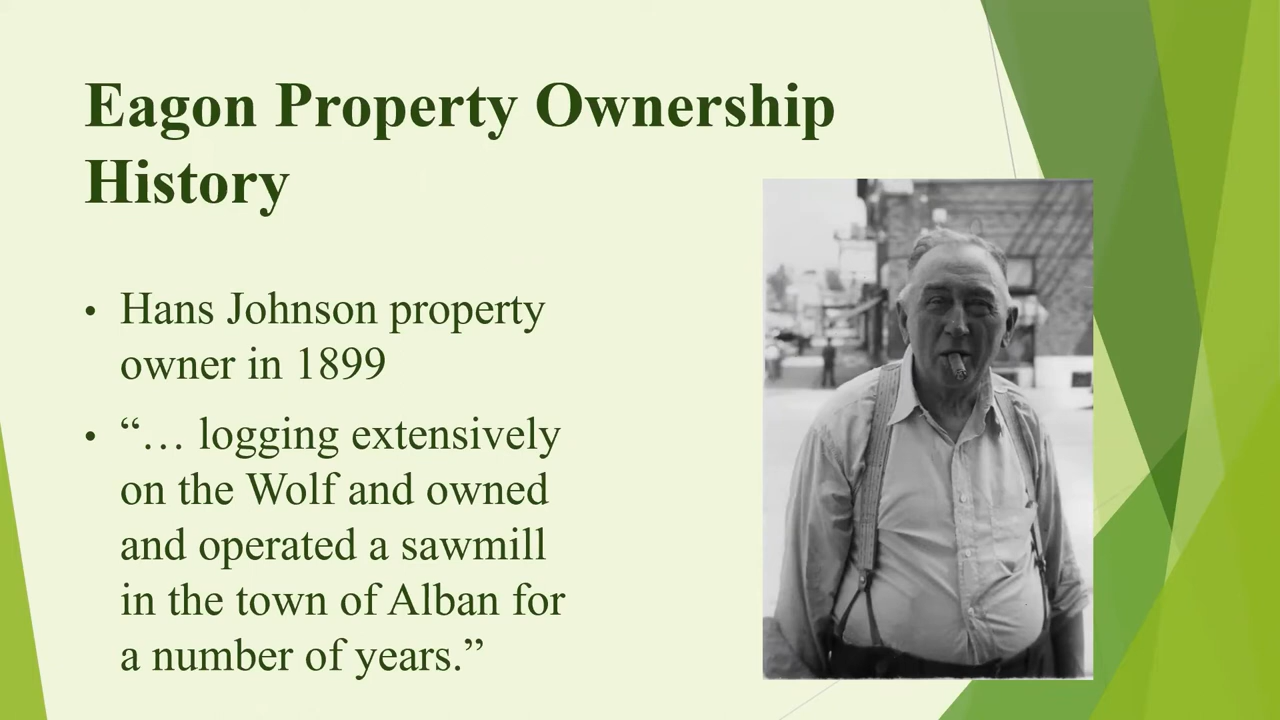 Eagon Property Ownership
History
• Hans Johnson property
owner in 1899
• “… logging extensively
on the Wolf and owned
and operated a sawmill
in the town of Alban for
a number of years.”